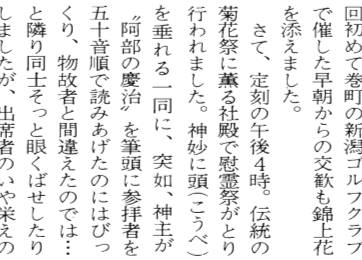 回初めて巻町の新潟ゴルフクラブ
で催した早朝からの交歓も錦上花
を添えました。
さて、定刻の午後4時。伝統の
菊花祭に薫る社殿で慰霊祭がとり
行われました。神妙に頭(こうべ)
を垂れる一同に、突如、神主が
〝阿部の慶治〟を筆頭に参拝者を
五十音順で読みあげたのにはびっ
くり、物故者と間違えたのでは…
と隣り同士そっと眼くばせしたり
しましたが、出席者のいや栄えの